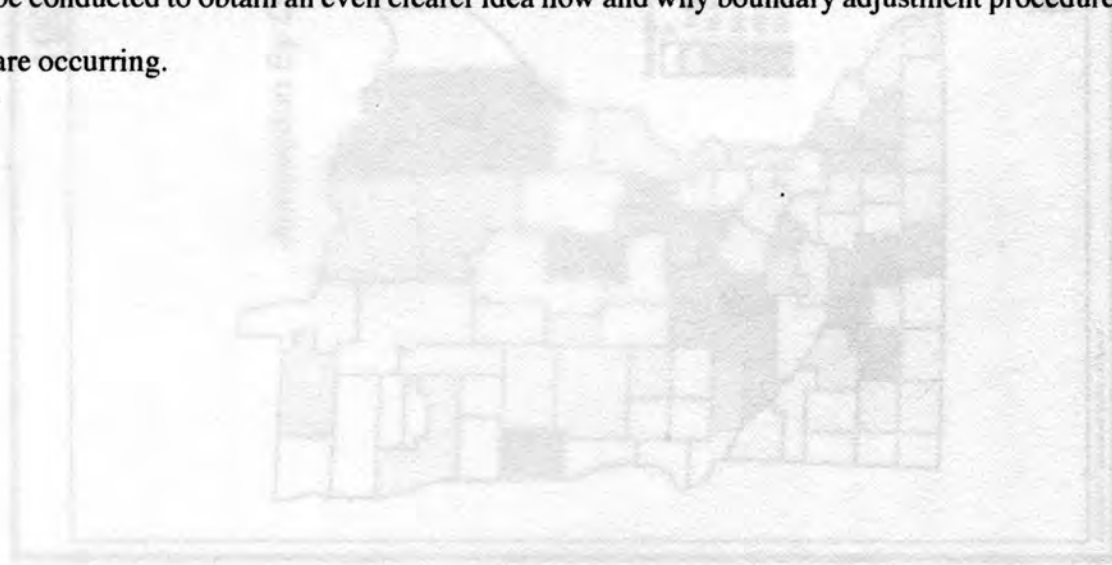 be conducted to obtain an even clearer idea how and why boundary adjustment procedure
are occurring.